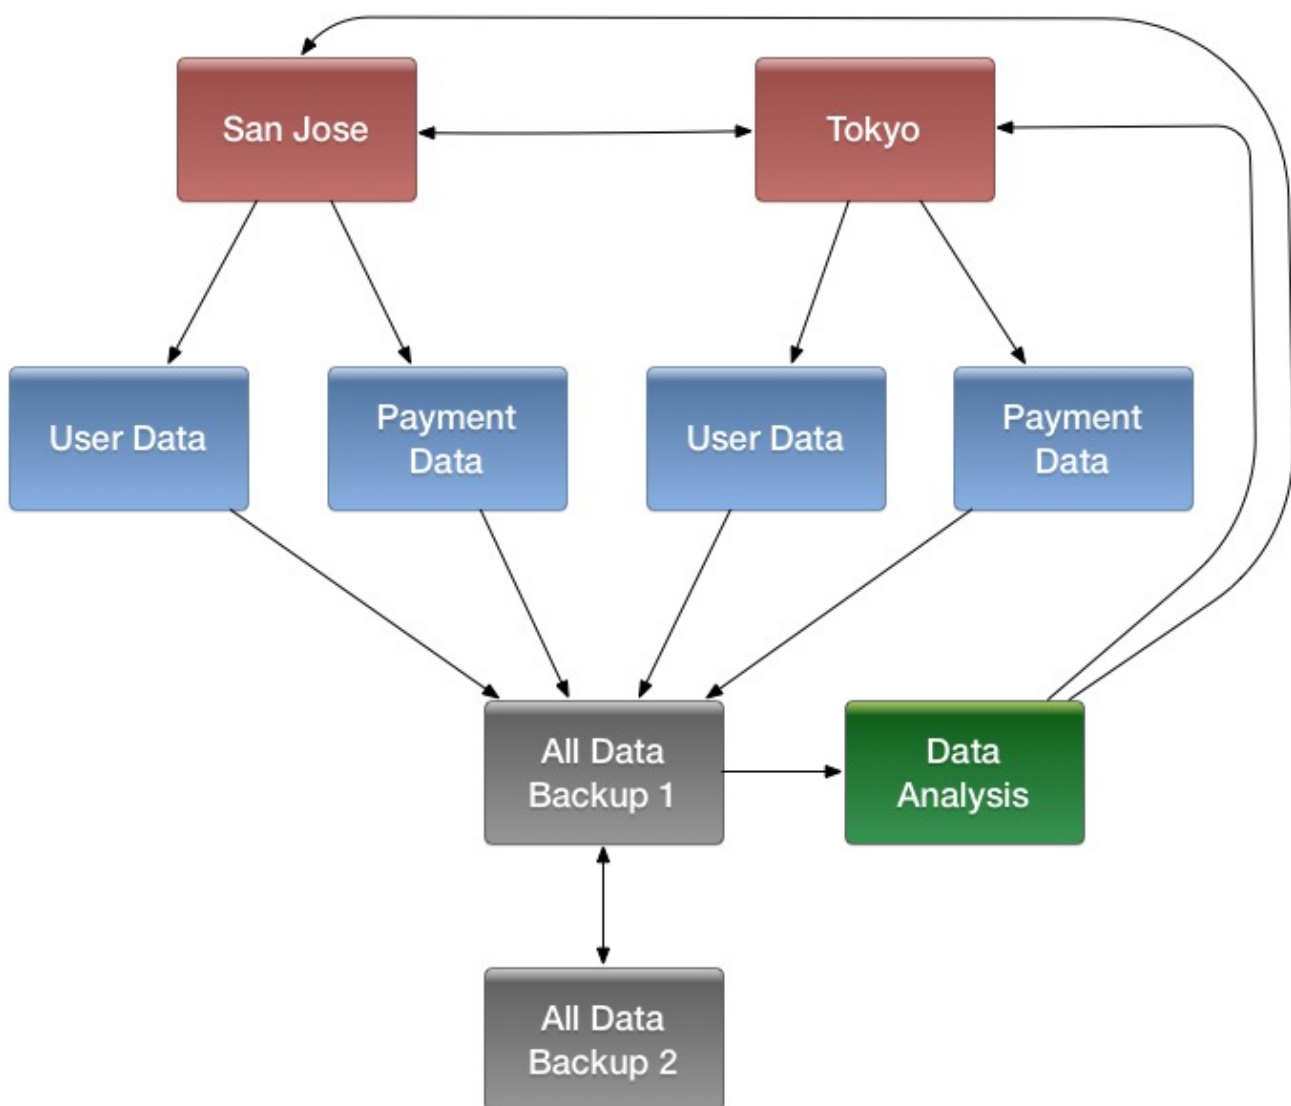 San Jose
Tokyo
User Data
Payment
Data
User Data
Payment
Data
All Data
Backup 1
Data
Analysis
All Data
Backup 2